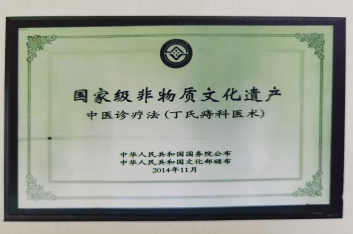 国家级非物质文化遗产
中医诊疗法(丁氏痔科医术)
中华人民共和国国务院公布
中华人民共和国文化部颁布
2014年11月